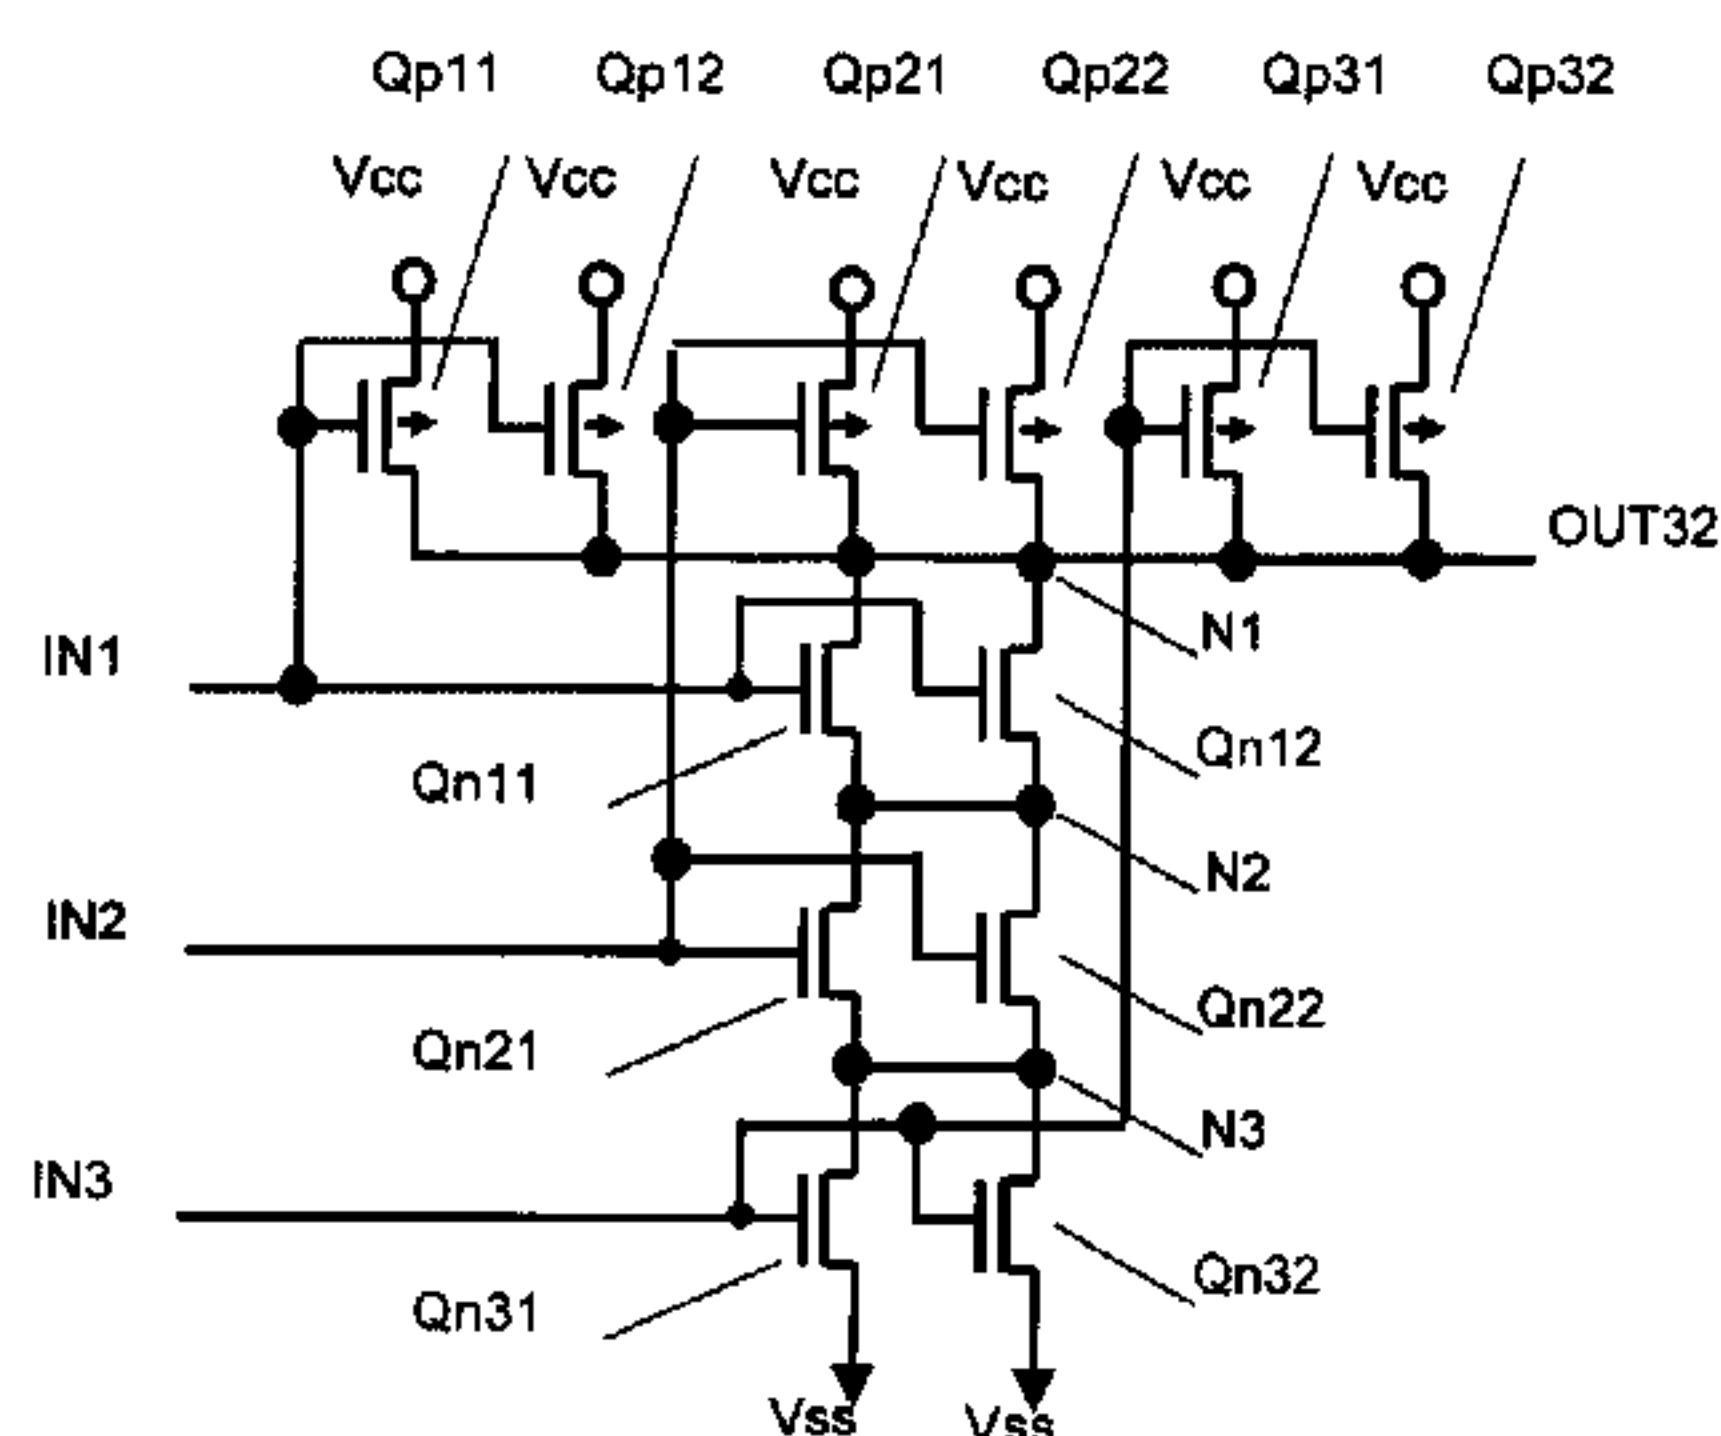 Qp11 Qp12 Qp21 Qp22 Qp31 Qp32
Vcc Vcc Vcc Vcc Vcc Vcc
OUT32
N1
IN1
Qn12
Qn11
N2
IN2
Qn22
Qn21
N3
IN3
Qn32
Qn31
Vss Vss